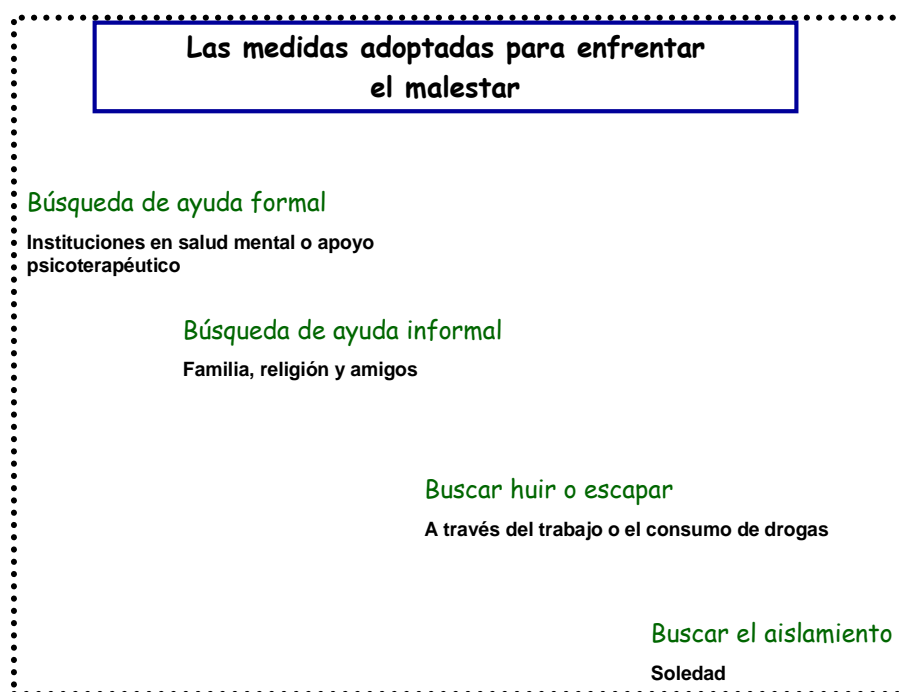 Las medidas adoptadas para enfrentar
el malestar
Búsqueda de ayuda formal
Instituciones en salud mental o apoyo
psicoterapéutico
Búsqueda de ayuda informal
Familia, religión y amigos
Buscar huir o escapar
A través del trabajo o el consumo de drogas
Buscar el aislamiento
Soledad